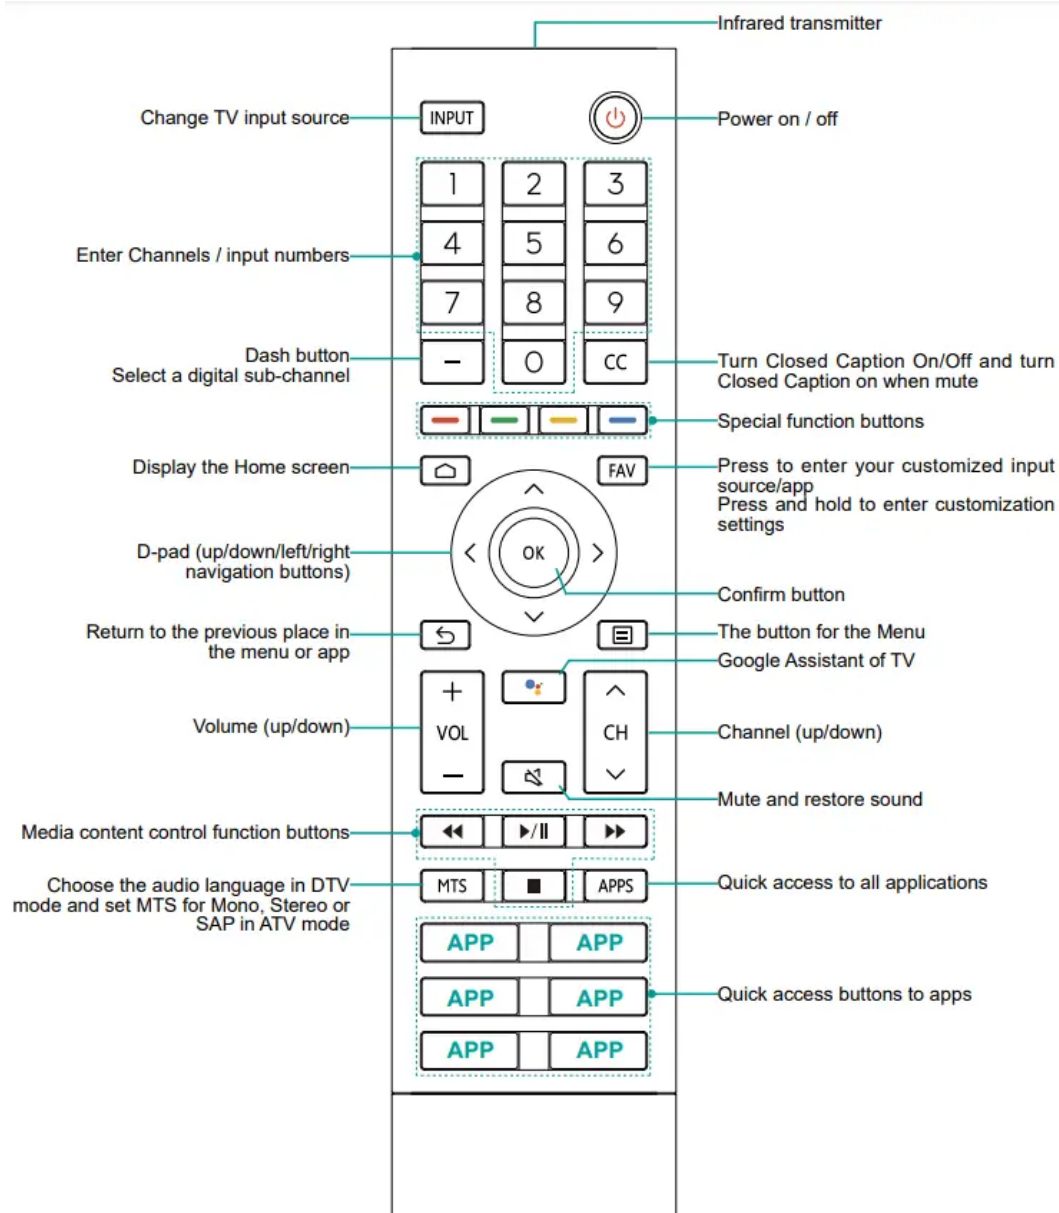 Infrared transmitter
Change TV input source
INPUT
Power on / off
1 2 3
4 5 6
Enter Channels / input numbers
7 8 9
Dash button
Select a digital sub-channel
– 0 CC
Turn Closed Caption On/Off and turn
Closed Caption on when mute
Special function buttons
Display the Home screen
FAV
Press to enter your customized input
source/app
Press and hold to enter customization
settings
D-pad (up/down/left/right
navigation buttons)
OK
Confirm button
Return to the previous place in
the menu or app
The button for the Menu
Google Assistant of TV
Volume (up/down)
+
VOL
–
CH
Channel (up/down)
Mute and restore sound
Media content control function buttons
Choose the audio language in DTV
mode and set MTS for Mono, Stereo or
SAP in ATV mode
MTS
APPS
Quick access to all applications
APP APP
APP APP
APP APP
Quick access buttons to apps